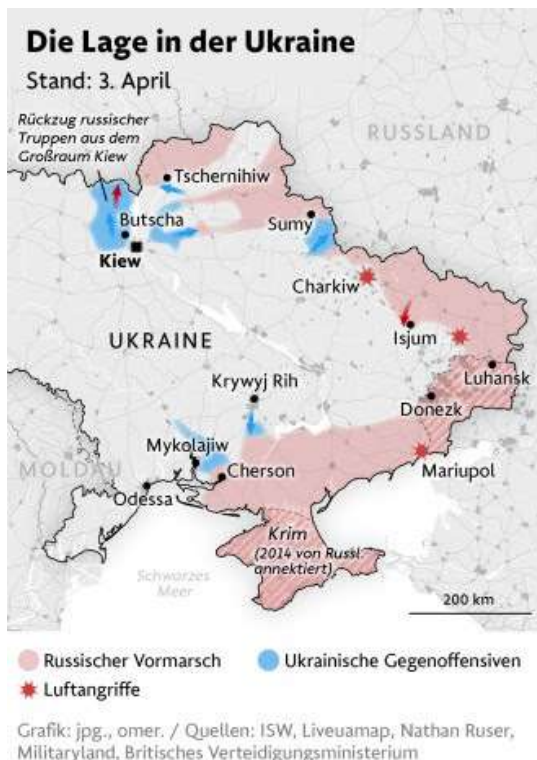 Die Lage in der Ukraine
Stand: 3. April
Rückzug russischer
Truppen aus dem
Großraum Kiew
RUSSLAND
Tschernihiw
Butscha
Sumy
Kiew
Charkiw
UKRAINE
Isjum
Luhansk
Krywyj Rih
Donezk
Mykolajiw
MOLDAU
Cherson
Mariupol
Odessa
Krim
(2014 von Russl.
annektiert)
Schwarzes
Meer
200 km
Russischer Vormarsch
Ukrainische Gegenoffensiven
Luftangriffe
Grafik: jpg., omer. / Quellen: ISW, Liveuamap, Nathan Ruser,
Militaryland, Britisches Verteidigungsministerium